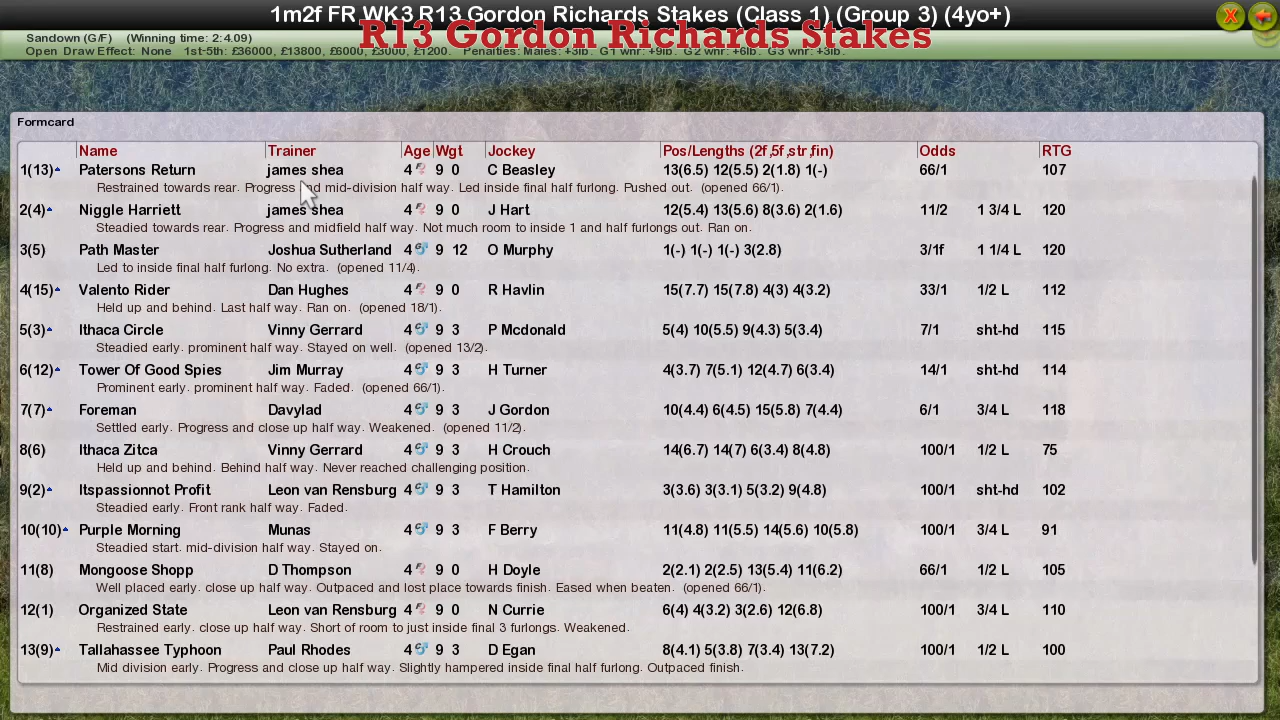 1m2f FR WK3 R13 Gordon Richards Stakes (Class 1) (Group 3) (4yo+)
R13 Gordon Richards Stakes
Sandown (G/F) (Winning time: 2:4.09)
Open Draw Effect: None 1st-5th: £36000, £13800, £6000, £3000, £1200. Penalties: Males: +3lb. G1 wnr: +9lb. G2 wnr: +6lb. G3 wnr: +3lb.
Formcard
Name Trainer Age Wgt Jockey Pos/Lengths (2f,5f,str,fin) Odds RTG
1(13) Patersons Return james shea 4 9 0 C Beasley 13(6.5) 12(5.5) 2(1.8) 1(-) 66/1 107
Restrained towards rear. Progress mid-division half way. Led inside final half furlong. Pushed out. (opened 66/1).
2(4) Niggle Harriett james shea 4 9 0 J Hart 12(5.4) 13(5.6) 8(3.6) 2(1.6) 11/2 1 3/4 L 120
Steadied towards rear. Progress and midfield half way. Not much room to inside 1 and half furlongs out. Ran on.
3(5) Path Master Joshua Sutherland 4 9 12 O Murphy 1(-) 1(-) 1(-) 3(2.8) 3/1f 1 1/4 L 120
Led to inside final half furlong. No extra. (opened 11/4).
4(15) Valento Rider Dan Hughes 4 9 0 R Havlin 15(7.7) 15(7.8) 4(3) 4(3.2) 33/1 1/2 L 112
Held up and behind. Last half way. Ran on. (opened 18/1).
5(3) Ithaca Circle Vinny Gerrard 4 9 3 P Mcdonald 5(4) 10(5.5) 9(4.3) 5(3.4) 7/1 sht-hd 115
Steadied early. prominent half way. Stayed on well. (opened 13/2).
6(12) Tower Of Good Spies Jim Murray 4 9 3 H Turner 4(3.7) 7(5.1) 12(4.7) 6(3.4) 14/1 sht-hd 114
Prominent early. prominent half way. Faded. (opened 66/1).
7(7) Foreman Davylad 4 9 3 J Gordon 10(4.4) 6(4.5) 15(5.8) 7(4.4) 6/1 3/4 L 118
Settled early. Progress and close up half way. Weakened. (opened 11/2).
8(6) Ithaca Zitca Vinny Gerrard 4 9 3 H Crouch 14(6.7) 14(7) 6(3.4) 8(4.8) 100/1 1/2 L 75
Held up and behind. Behind half way. Never reached challenging position.
9(2) Itspassionnot Profit Leon van Rensburg 4 9 3 T Hamilton 3(3.6) 3(3.1) 5(3.2) 9(4.8) 100/1 sht-hd 102
Steadied early. Front rank half way. Faded.
10(10) Purple Morning Munas 4 9 3 F Berry 11(4.8) 11(5.5) 14(5.6) 10(5.8) 100/1 3/4 L 91
Steadied start. mid-division half way. Stayed on.
11(8) Mongoose Shopp D Thompson 4 9 0 H Doyle 2(2.1) 2(2.5) 13(5.4) 11(6.2) 66/1 1/2 L 105
Well placed early. close up half way. Outpaced and lost place towards finish. Eased when beaten. (opened 66/1).
12(1) Organized State Leon van Rensburg 4 9 0 N Currie 6(4) 4(3.2) 3(2.6) 12(6.8) 100/1 3/4 L 110
Restrained early. close up half way. Short of room to just inside final 3 furlongs. Weakened.
13(9) Tallahassee Typhoon Paul Rhodes 4 9 3 D Egan 8(4.1) 5(3.8) 7(3.4) 13(7.2) 100/1 1/2 L 100
Mid division early. Progress and close up half way. Slightly hampered inside final half furlong. Outpaced finish.